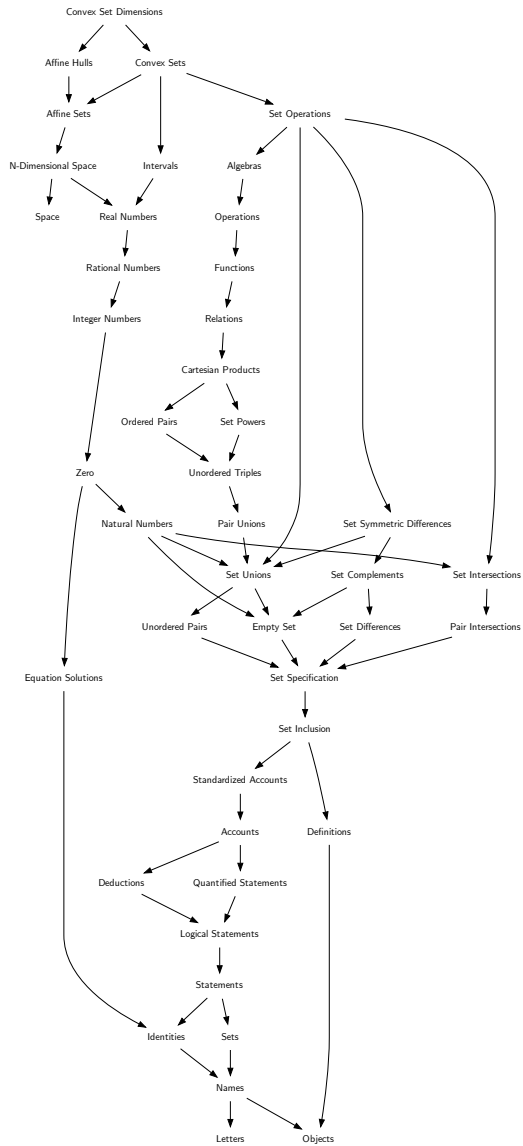 Convex Set Dimensions
Affine Hulls
Convex Sets
Affine Sets
Set Operations
N-Dimensional Space
Intervals
Algebras
Space
Real Numbers
Operations
Rational Numbers
Functions
Integer Numbers
Relations
Cartesian Products
Ordered Pairs
Set Powers
Zero
Unordered Triples
Natural Numbers
Pair Unions
Set Symmetric Differences
Set Unions
Set Complements
Set Intersections
Unordered Pairs
Empty Set
Set Differences
Pair Intersections
Equation Solutions
Set Specification
Set Inclusion
Standardized Accounts
Accounts
Definitions
Deductions
Quantified Statements
Logical Statements
Statements
Identities
Sets
Names
Letters
Objects